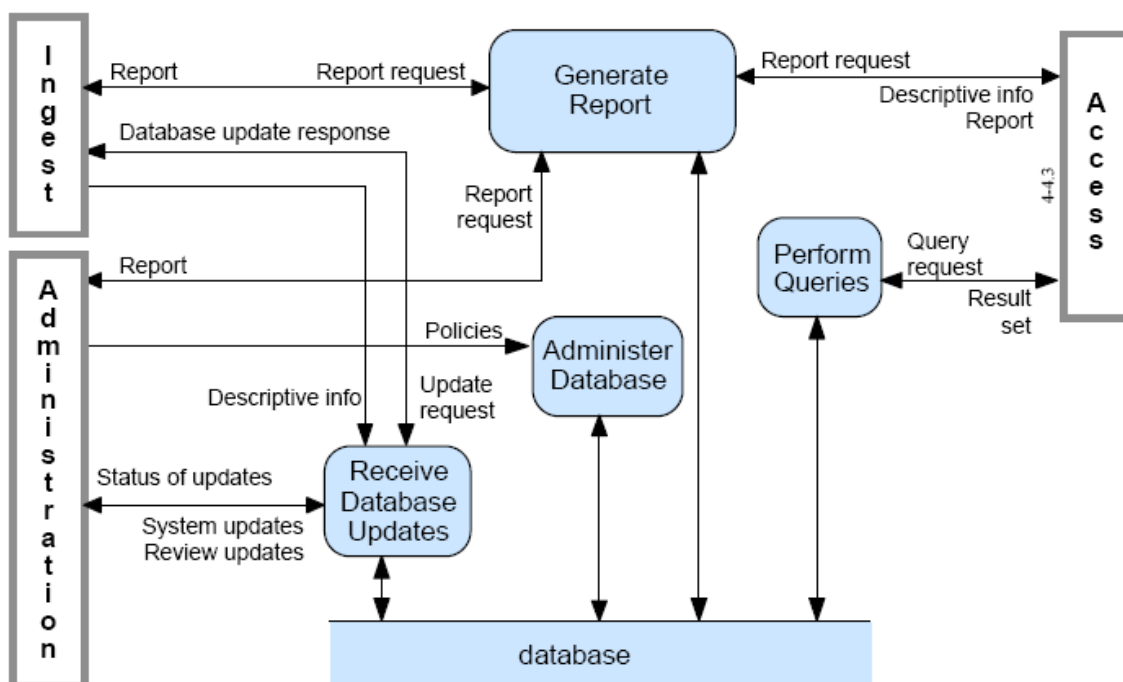 Ingest
Report
Report request
Generate
Report
Report request
Descriptive info
Report
Access
4-4.3
Database update response
Report
request
Report
Administration
Perform
Queries
Query
request
Result
set
Policies
Administer
Database
Descriptive info
Update
request
Receive
Database
Updates
Status of updates
System updates
Review updates
database